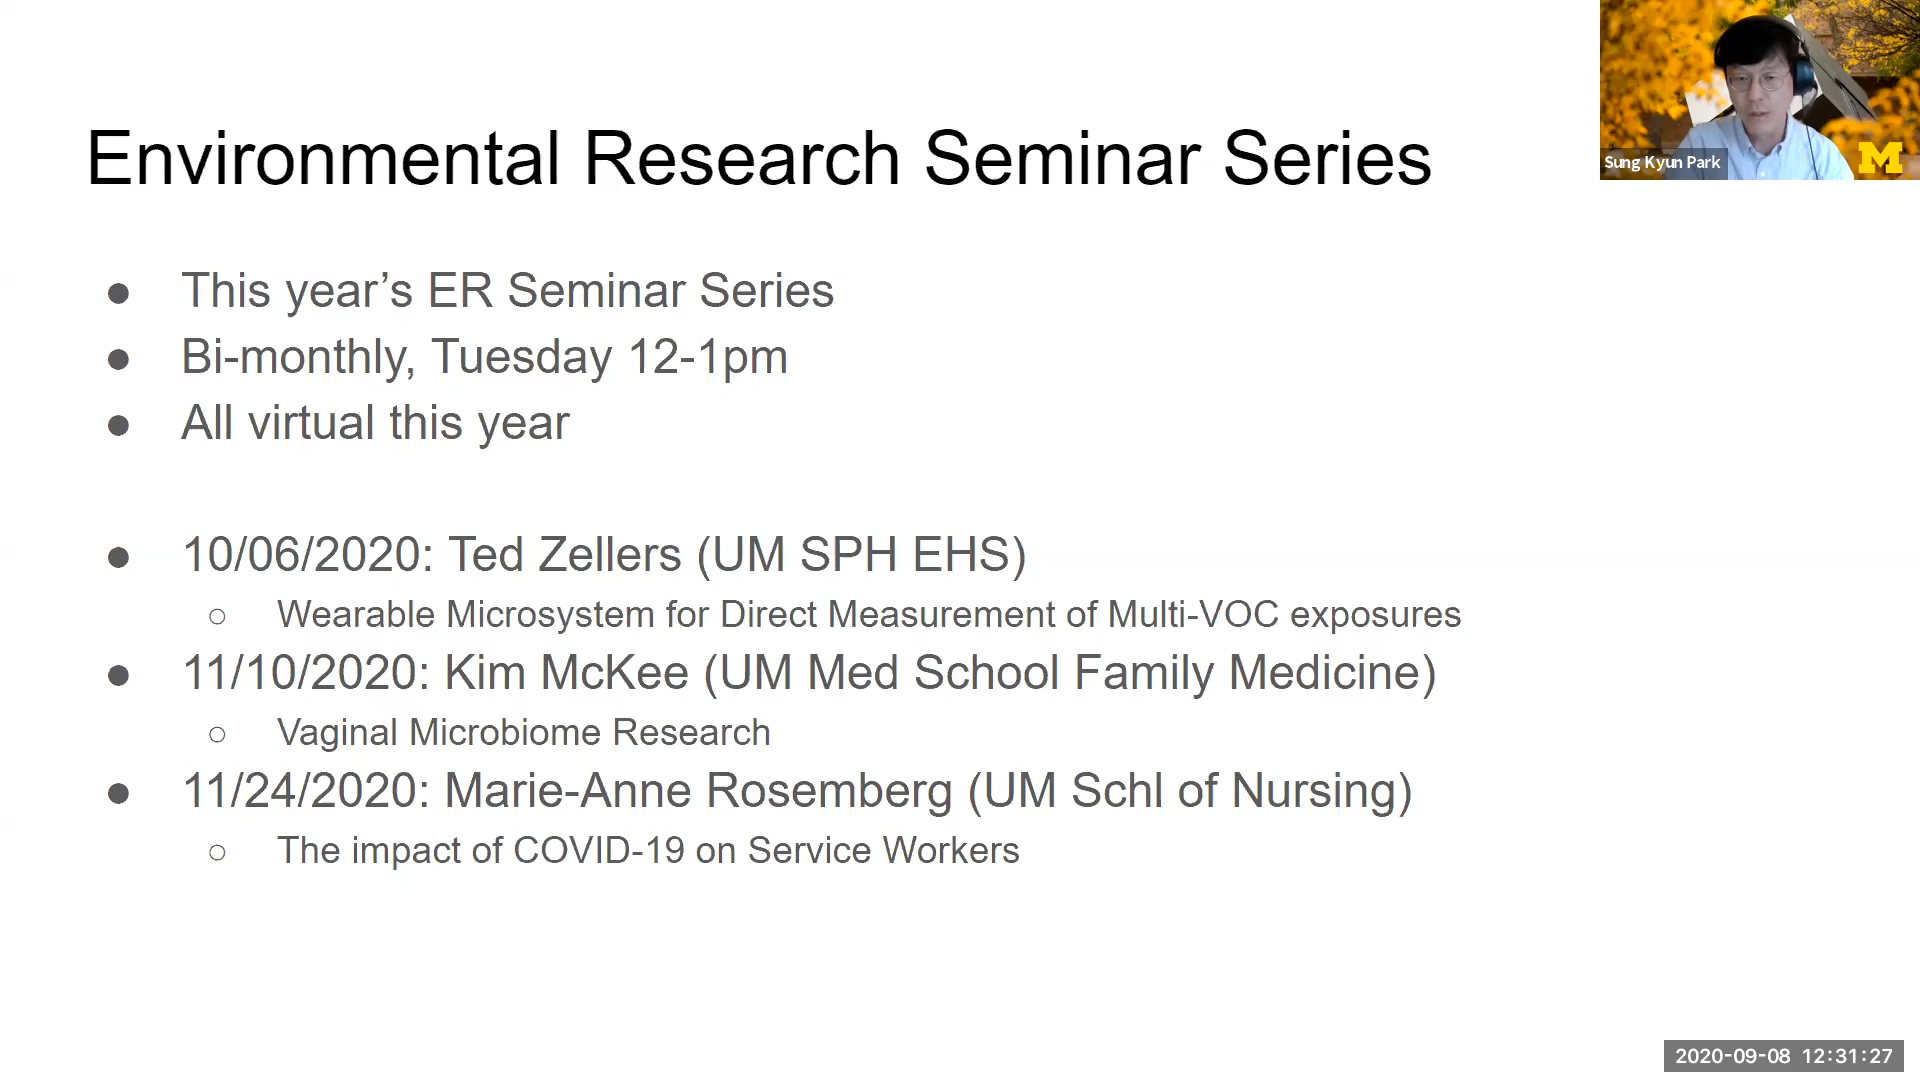 Environmental Research Seminar Series
Sung Kyun Park
M
● This year’s ER Seminar Series
● Bi-monthly, Tuesday 12-1pm
● All virtual this year
● 10/06/2020: Ted Zellers (UM SPH EHS)
○ Wearable Microsystem for Direct Measurement of Multi-VOC exposures
● 11/10/2020: Kim McKee (UM Med School Family Medicine)
○ Vaginal Microbiome Research
● 11/24/2020: Marie-Anne Rosemberg (UM Schl of Nursing)
○ The impact of COVID-19 on Service Workers
2020-09-08 12:31:27